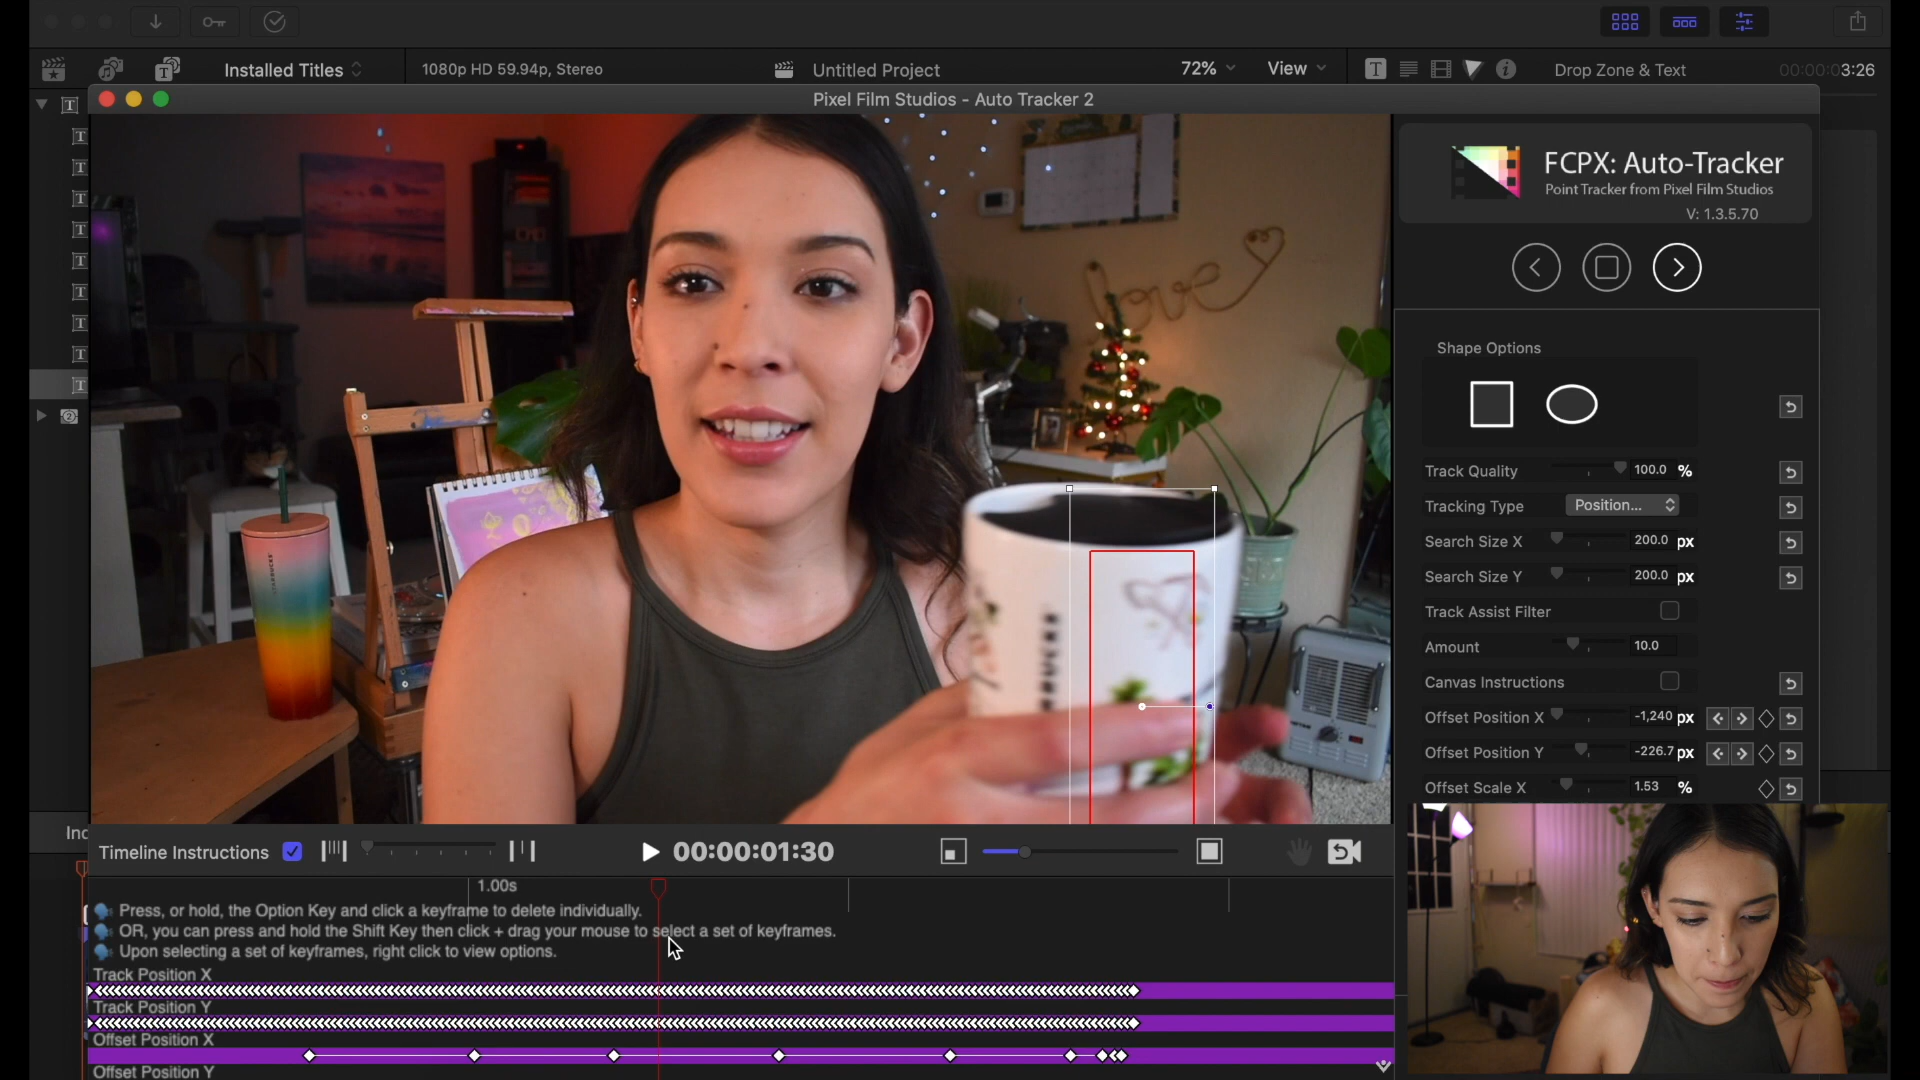 Installed Titles
1080p HD 59.94p, Stereo
Untitled Project
72%
View
T
Drop Zone & Text
00:00:03:26
Pixel Film Studios - Auto Tracker 2
FCPX: Auto-Tracker
Point Tracker from Pixel Film Studios
V: 1.3.5.70
love
STARBUCKS
Shape Options
Track Quality 100.0 %
Tracking Type Position...
Search Size X 200.0 px
Search Size Y 200.0 px
Track Assist Filter
Amount 10.0
Canvas Instructions
Offset Position X -1,240 px
Offset Position Y -226.7 px
Offset Scale X 1.53 %
Timeline Instructions
00:00:01:30
1.00s
Press, or hold, the Option Key and click a keyframe to delete individually.
OR, you can press and hold the Shift Key then click + drag your mouse to select a set of keyframes.
Upon selecting a set of keyframes, right click to view options.
Track Position X
Track Position Y
Offset Position X
Offset Position Y